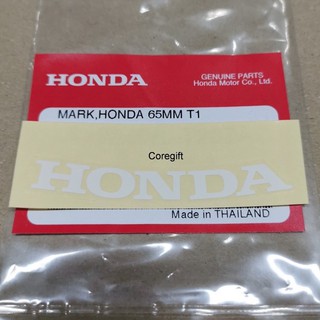 HONDA
GENUINE PARTS
Honda Motor Co., Ltd.
MARK,HONDA 65MM T1
Coregift
HONDA
Made in THAILAND